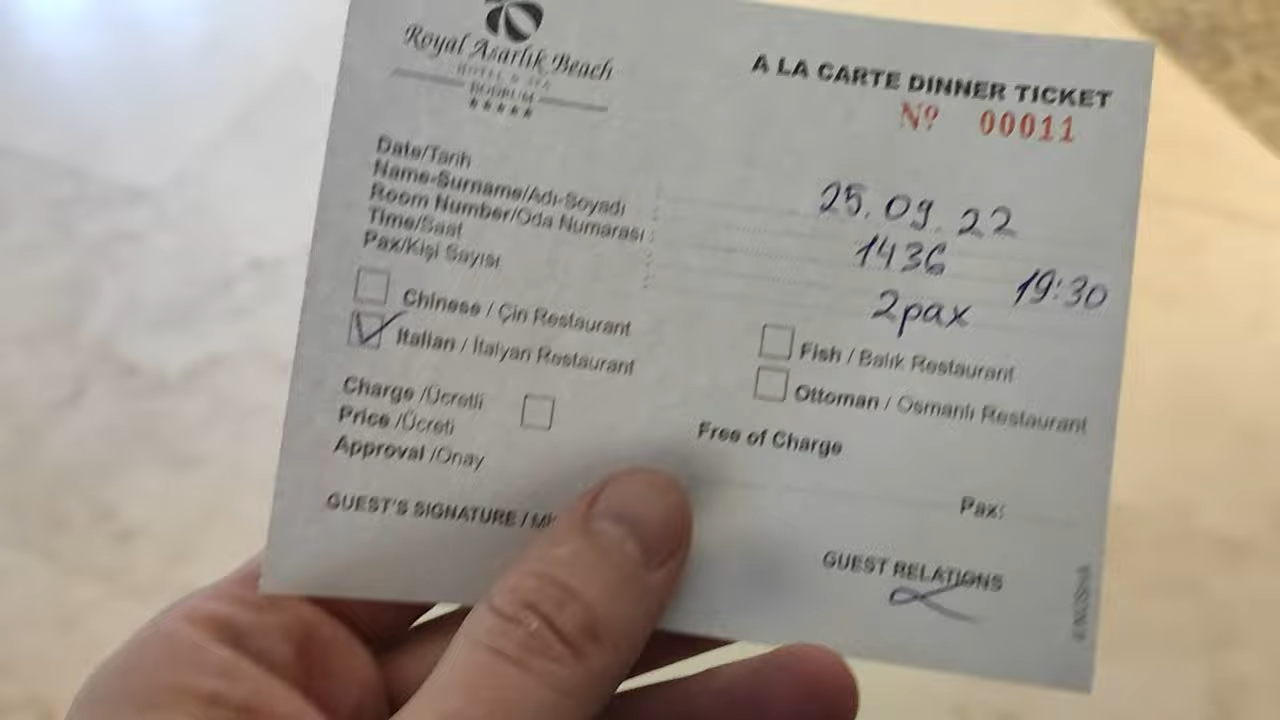 Royal Asarlık Beach
HOTEL & SPA
BODRUM
A LA CARTE DINNER TICKET
Nº 00011
Date/Tarih
25.09.22
Name-Surname/Adı-Soyadı
Room Number/Oda Numarası :
1436
Time/Saat
19:30
Pax/Kişi Sayısı
2pax
Chinese / Çin Restaurant
Italian / İtalyan Restaurant
Fish / Balık Restaurant
Ottoman / Osmanlı Restaurant
Charge /Ücretli
Free of Charge
Price /Ücreti
Approval /Onay
Pax:
GUEST'S SIGNATURE /
GUEST RELATIONS